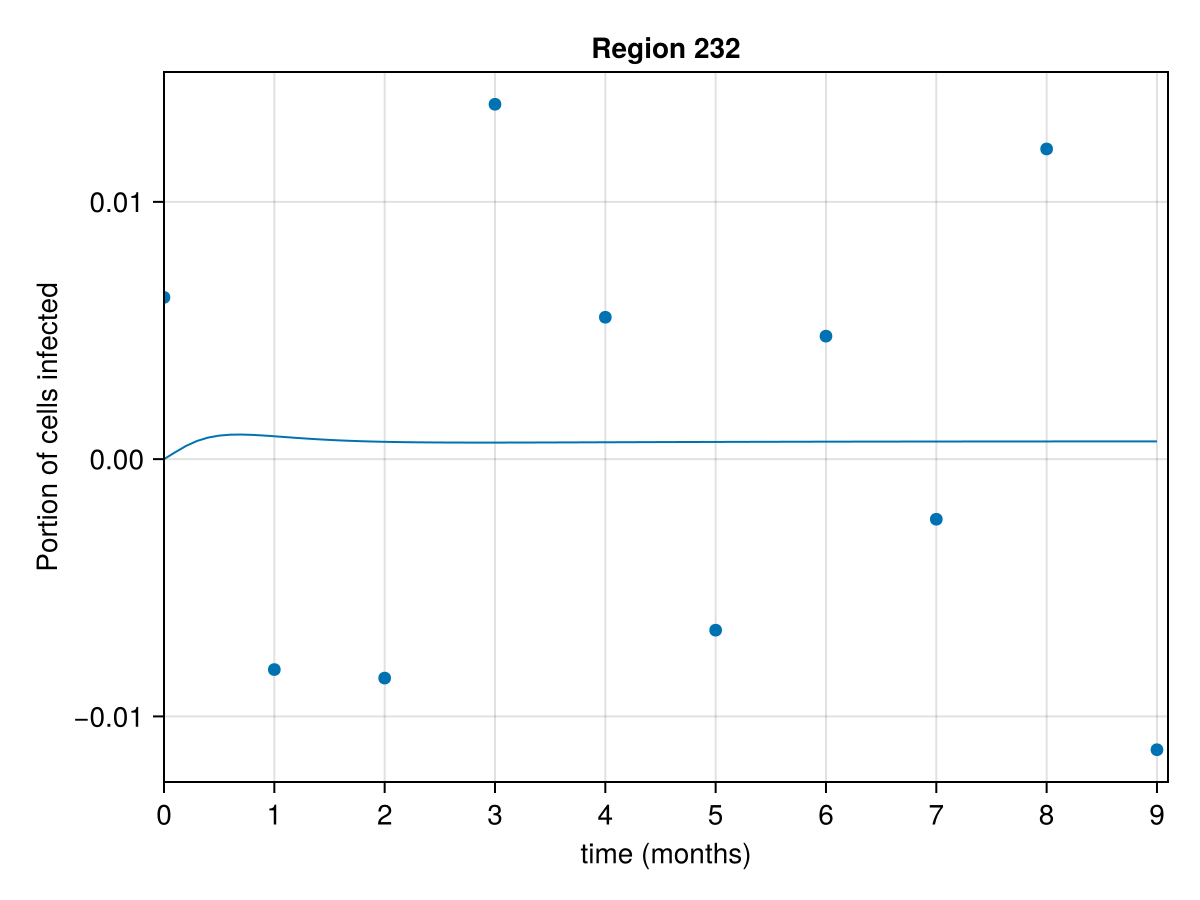 Region 232
Portion of cells infected
0.01
0.00
−0.01
0 1 2 3 4 5 6 7 8 9
time (months)